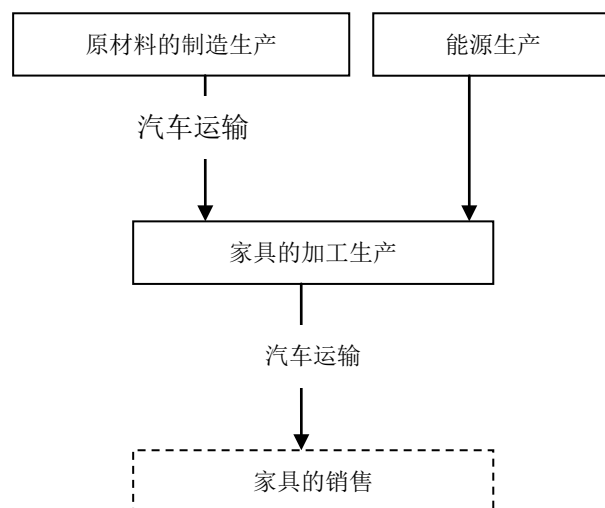 原材料的制造生产
能源生产
汽车运输
家具的加工生产
汽车运输
家具的销售